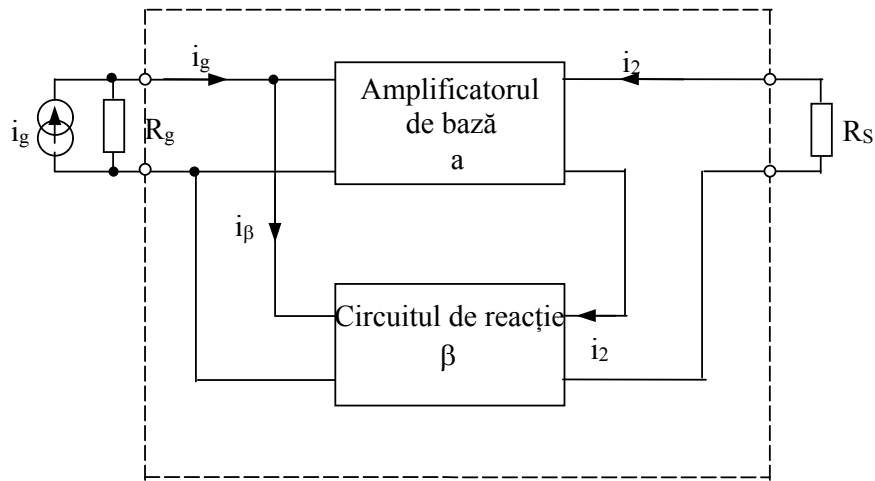 i_g
i_2
Amplificatorul
de bază
a
i_g
R_g
R_S
i_β
Circuitul de reacție
β
i_2